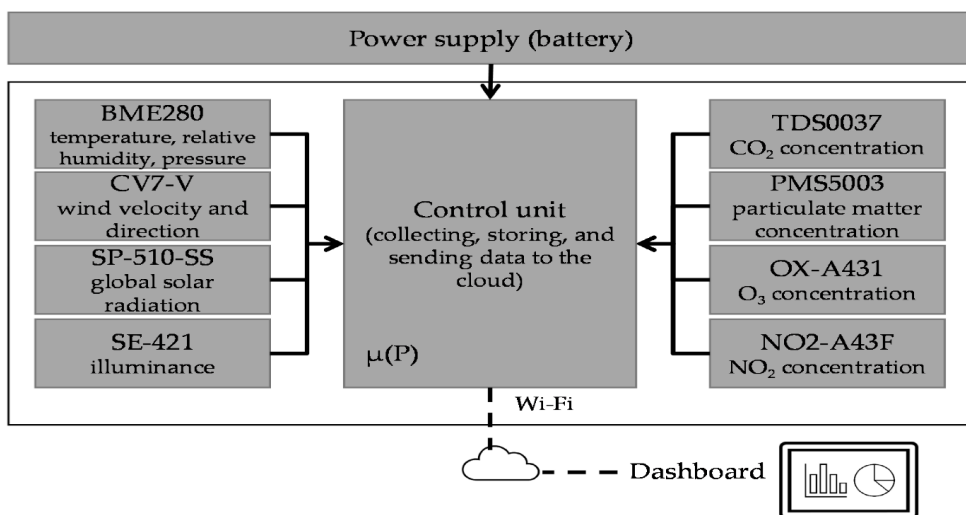 Power supply (battery)
BME280
temperature, relative
humidity, pressure
CV7-V
wind velocity and
direction
SP-510-SS
global solar
radiation
SE-421
illuminance
Control unit
(collecting, storing, and
sending data to the
cloud)
μ(P)
TDS0037
CO₂ concentration
PMS5003
particulate matter
concentration
OX-A431
O₃ concentration
NO2-A43F
NO₂ concentration
Wi-Fi
Dashboard